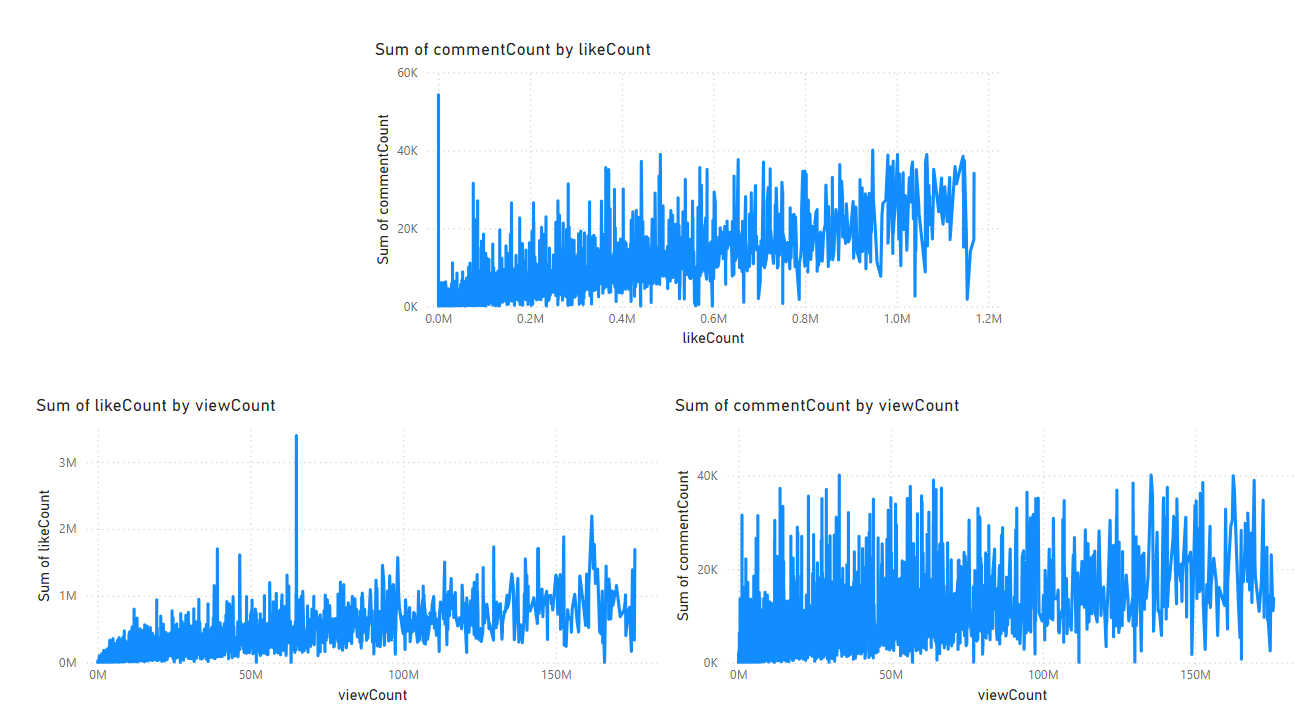 Sum of commentCount by likeCount
60K
40K
20K
0K
Sum of commentCount
0.0M 0.2M 0.4M 0.6M 0.8M 1.0M 1.2M
likeCount
Sum of likeCount by viewCount
3M
2M
1M
0M
Sum of likeCount
0M 50M 100M 150M
viewCount
Sum of commentCount by viewCount
40K
20K
0K
Sum of commentCount
0M 50M 100M 150M
viewCount